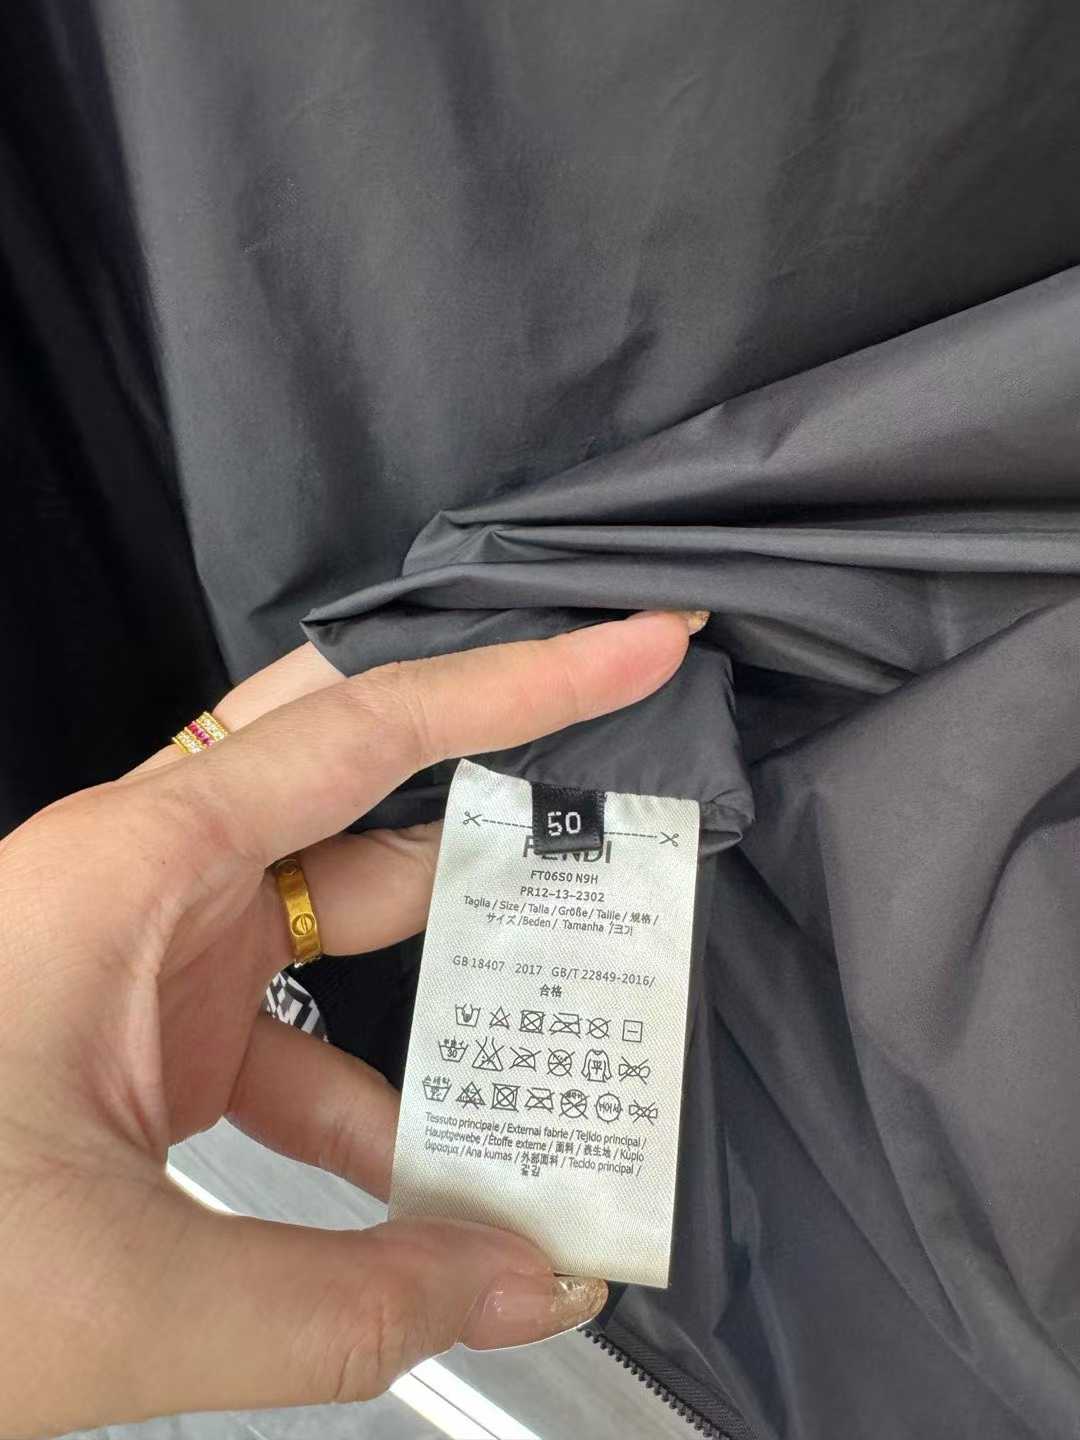 50
FENDI
FT06S0 N9H
PR12-13-2302
Taglia / Size / Talla / Größe / Taille / 規格 /
サイズ /Beden / Tamanha /크기
GB 18407 2017 GB/T 22849-2016/
合格
30
平
Tessuto principale / External fabric / Tejido principal /
Hauptgewebe / Étoffe externe / 面料 / 表生地 / Kuplo
ύφασμα / Ana kumas / 外部面料 / Tecido principal /
겉감